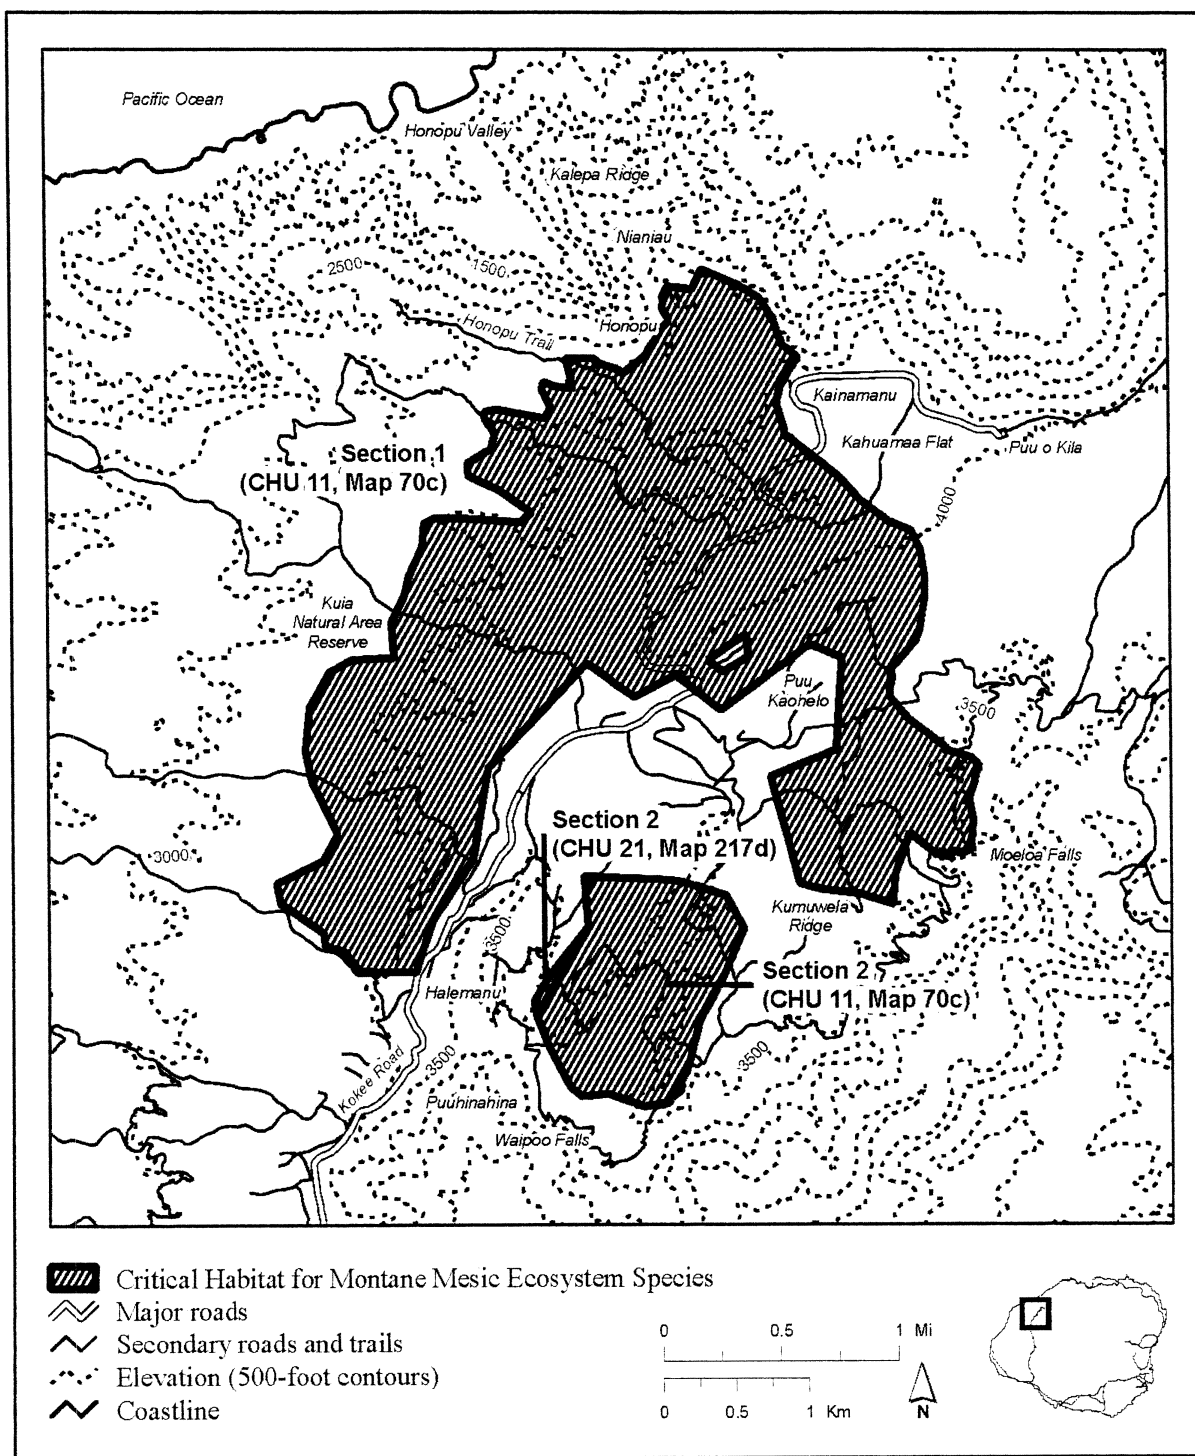 Pacific Ocean
Honopu Valley
Kalepa Ridge
Nianiau
2500
1500
Honopu
Honopu Trail
Kainamanu
Kahuamaa Flat
Puu o Kila
Section 1
(CHU 11, Map 70c)
4000
Kuia
Natural Area
Reserve
Puu
Kaohelo
3500
Section 2
(CHU 21, Map 217d)
3000
Moeloa Falls
Kumuwela
Ridge
3500
Section 2
(CHU 11, Map 70c)
Halemanu
Kokee Road
3500
3500
Puuhinahina
Waipoo Falls
Critical Habitat for Montane Mesic Ecosystem Species
Major roads
Secondary roads and trails
Elevation (500-foot contours)
Coastline
0 0.5 1 Mi
0 0.5 1 Km
N